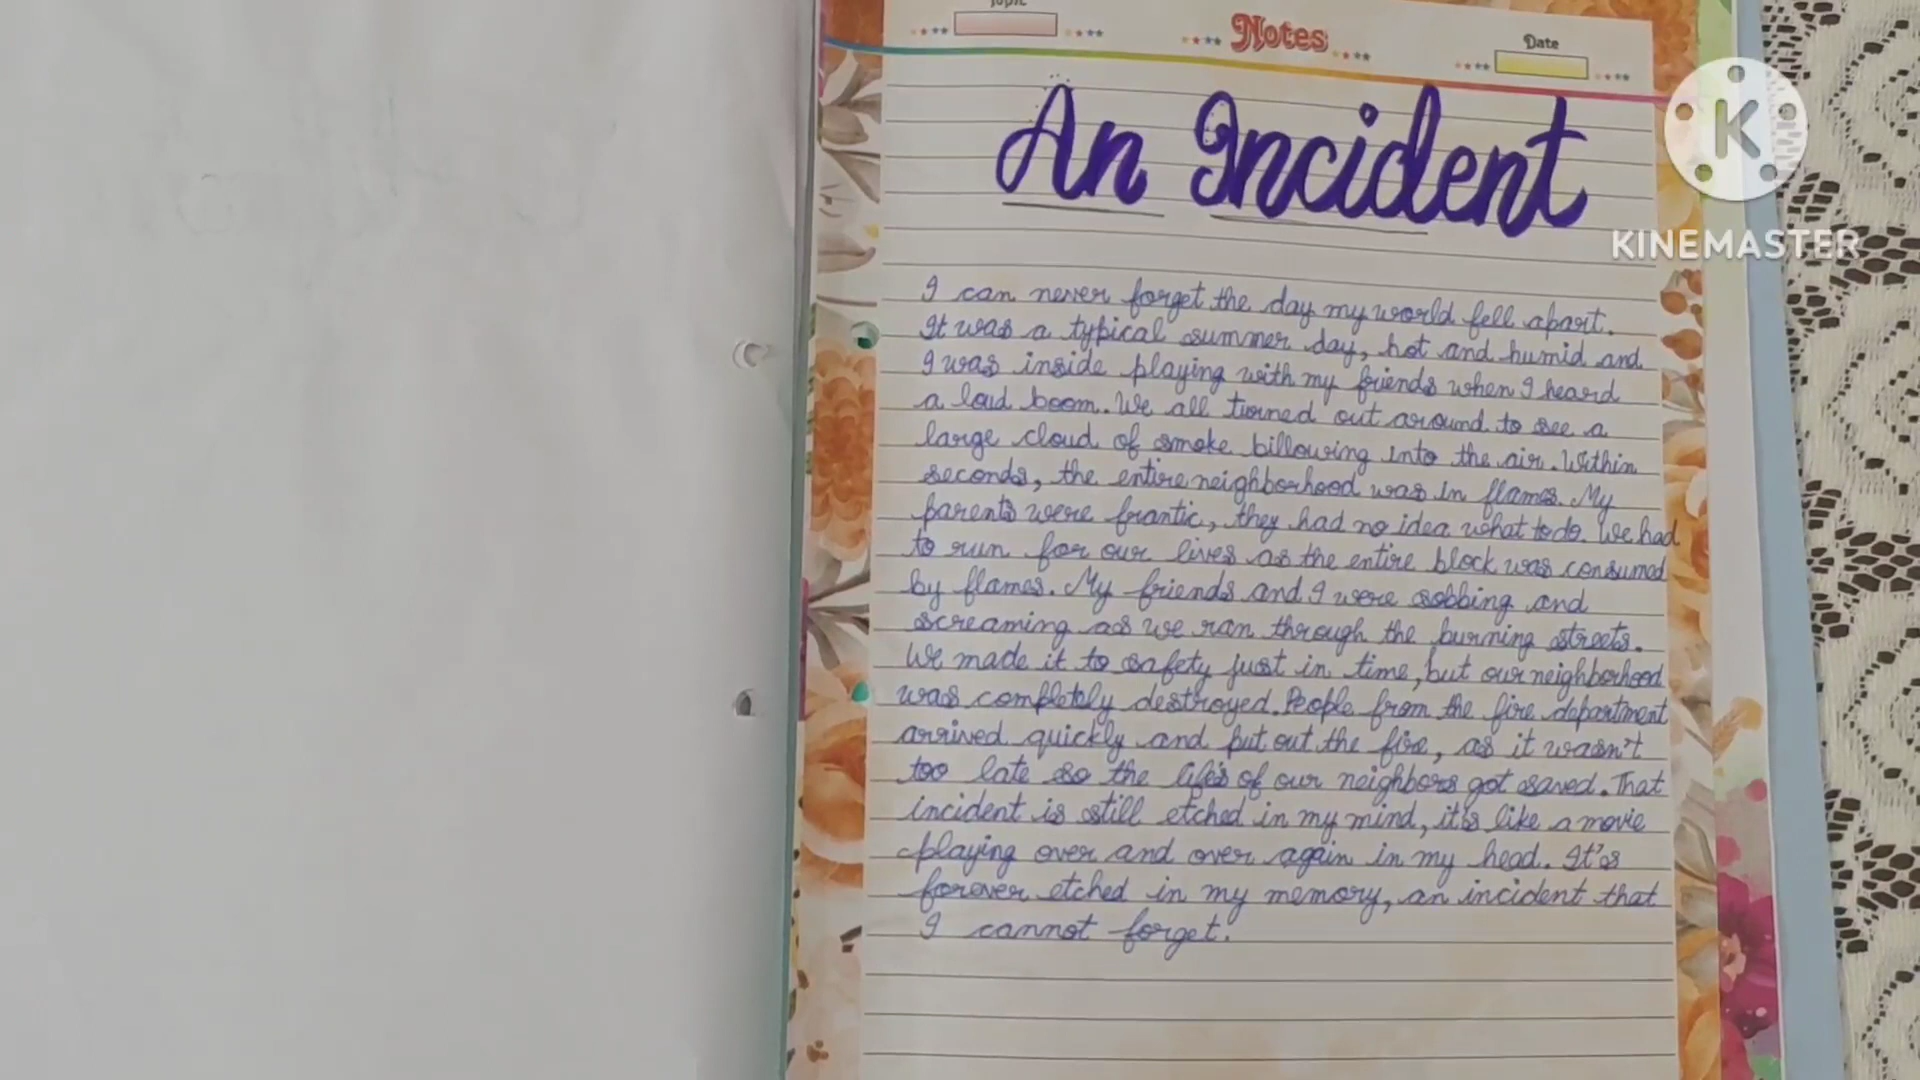 Topic
Notes
Date
An Incident
K
KINEMASTER
I can never forget the day my world fell apart.
It was a typical summer day, hot and humid and
I was inside playing with my friends when I heard
a loud boom. We all turned out around to see a
large cloud of smoke billowing into the air. Within
seconds, the entire neighborhood was in flames. My
parents were frantic, they had no idea what to do. We had
to run for our lives as the entire block was consumed
by flames. My friends and I were sobbing and
screaming as we ran through the burning streets.
We made it to safety just in time, but our neighborhood
was completely destroyed. People from the fire department
arrived quickly and put out the fire, as it wasn't
too late so the life's of our neighbors got saved. That
incident is still etched in my mind, it's like a movie
playing over and over again in my head. It's
forever etched in my memory, an incident that
I cannot forget.